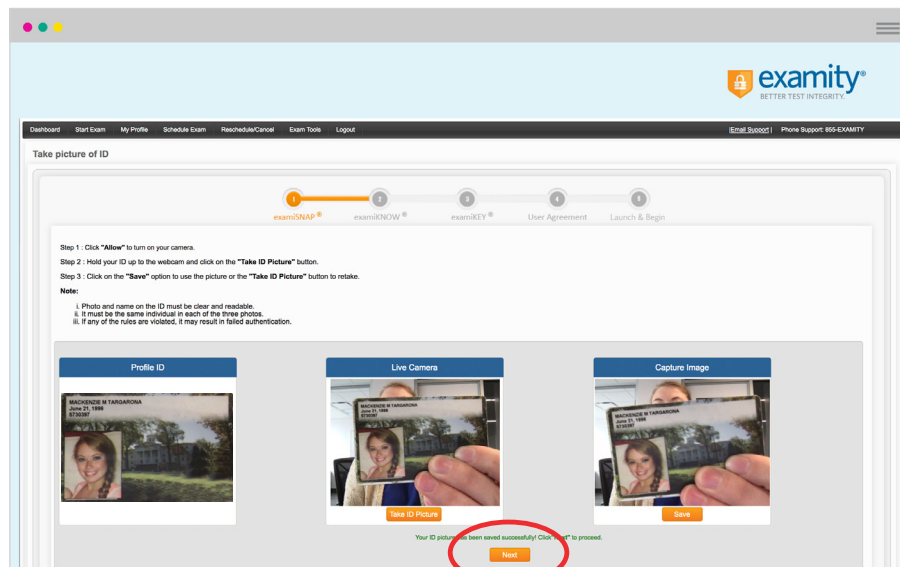 examity®
BETTER TEST INTEGRITY.
Dashboard Start Exam My Profile Schedule Exam Reschedule/Cancel Exam Tools Logout |Email Support| Phone Support: 855-EXAMITY
Take picture of ID
1 2 3 4 5
examiSNAP ® examiKNOW ® examiKEY ® User Agreement Launch & Begin
Step 1 : Click "Allow" to turn on your camera.
Step 2 : Hold your ID up to the webcam and click on the "Take ID Picture" button.
Step 3 : Click on the "Save" option to use the picture or the "Take ID Picture" button to retake.
Note:
i. Photo and name on the ID must be clear and readable.
ii. It must be the same individual in each of the three photos.
iii. If any of the rules are violated, it may result in failed authentication.
Profile ID Live Camera Capture Image
MACKENZIE M TARGARONA
June 21, 1996
5730397
MACKENZIE M TARGARONA
June 21, 1996
5730397
MACKENZIE M TARGARONA
June 21, 1996
5730397
Take ID Picture Save
Your ID picture has been saved successfully! Click "Next" to proceed.
Next